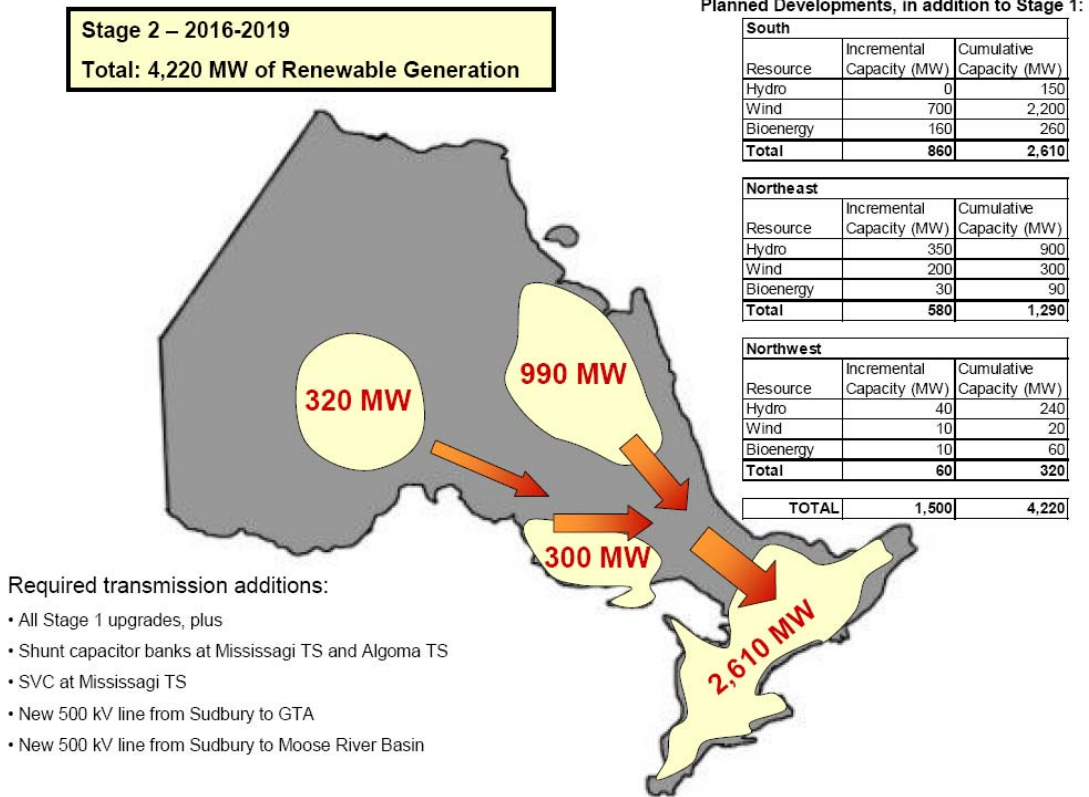 Stage 2 – 2016-2019
Total: 4,220 MW of Renewable Generation
Planned Developments, in addition to Stage 1:
South
Resource Incremental Capacity (MW) Cumulative Capacity (MW)
Hydro 0 150
Wind 700 2,200
Bioenergy 160 260
Total 860 2,610
Northeast
Resource Incremental Capacity (MW) Cumulative Capacity (MW)
Hydro 350 900
Wind 200 300
Bioenergy 30 90
Total 580 1,290
Northwest
Resource Incremental Capacity (MW) Cumulative Capacity (MW)
Hydro 40 240
Wind 10 20
Bioenergy 10 60
Total 60 320
TOTAL 1,500 4,220
320 MW
990 MW
300 MW
2,610 MW
Required transmission additions:
• All Stage 1 upgrades, plus
• Shunt capacitor banks at Mississagi TS and Algoma TS
• SVC at Mississagi TS
• New 500 kV line from Sudbury to GTA
• New 500 kV line from Sudbury to Moose River Basin